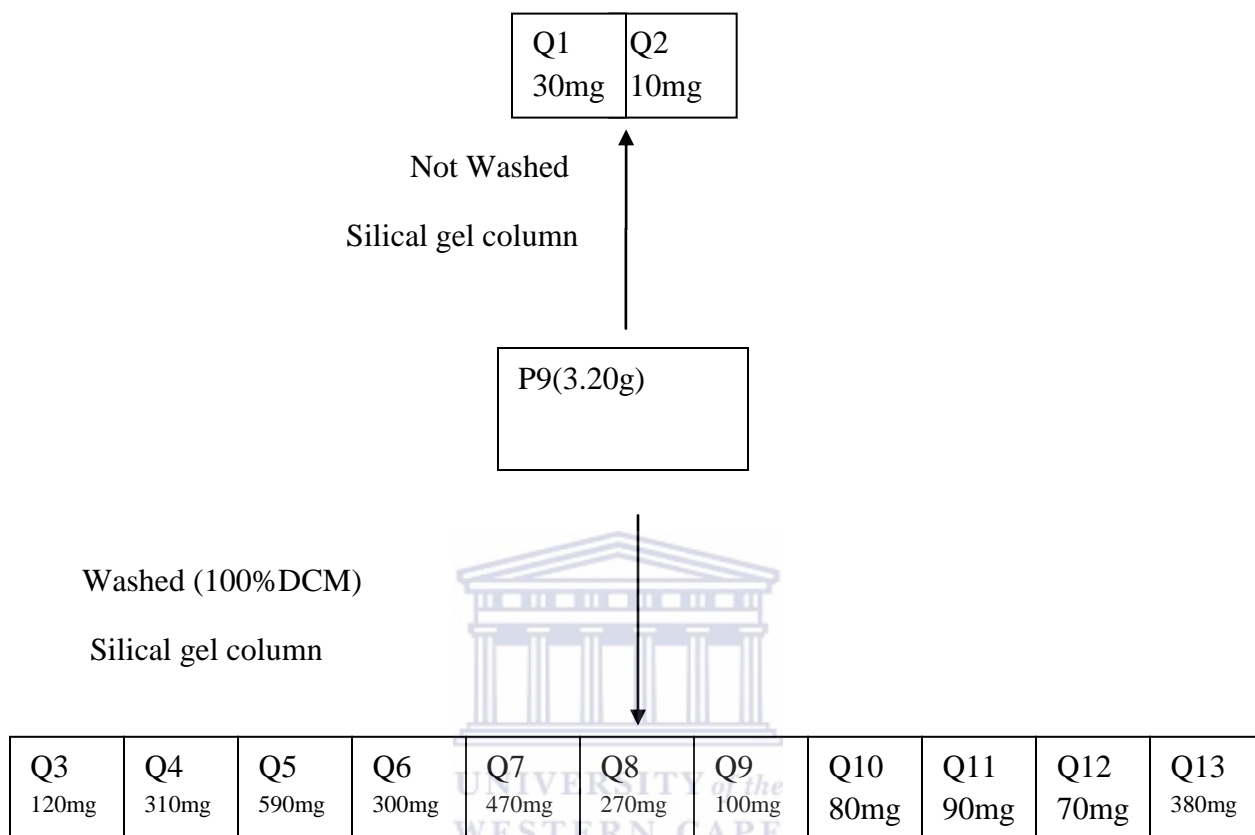 Q1 Q2
30mg 10mg
Not Washed
Silical gel column
P9(3.20g)
Washed (100%DCM)
Silical gel column
Q3 Q4 Q5 Q6 Q7 Q8 Q9 Q10 Q11 Q12 Q13
120mg 310mg 590mg 300mg 470mg 270mg 100mg 80mg 90mg 70mg 380mg
UNIVERSITY of the
WESTERN CAPE